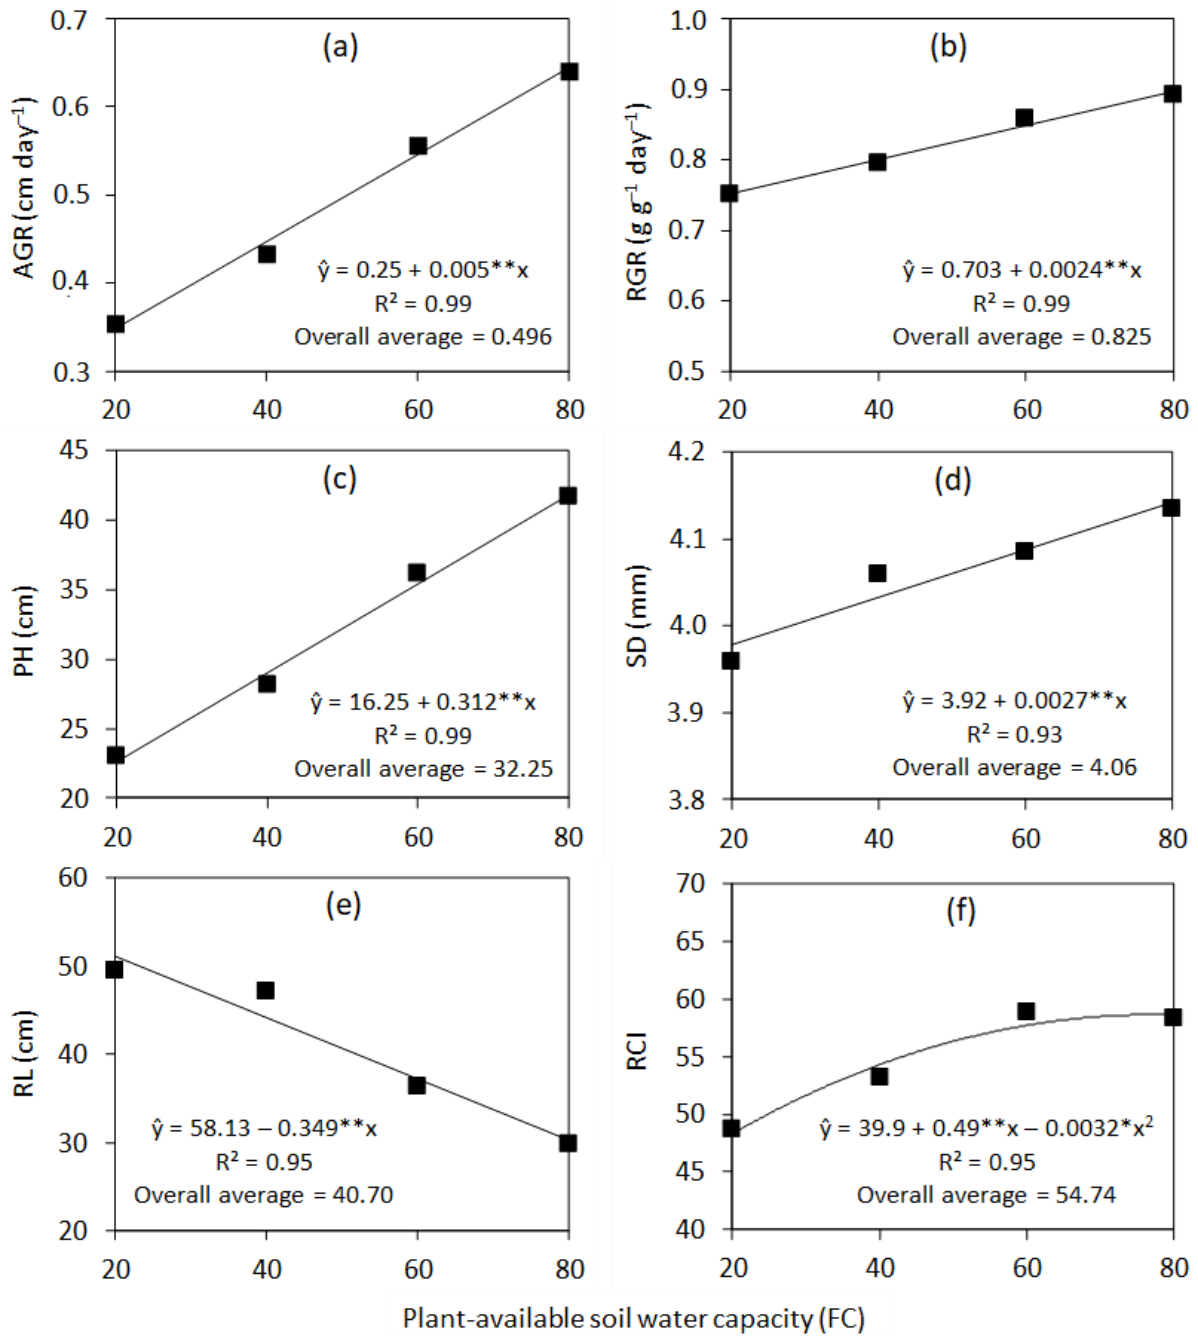 (a)
AGR (cm day⁻¹)
0.7
0.6
0.5
0.4
0.3
ŷ = 0.25 + 0.005**x
R² = 0.99
Overall average = 0.496
20 40 60 80
(b)
RGR (g g⁻¹ day⁻¹)
1.0
0.9
0.8
0.7
0.6
0.5
ŷ = 0.703 + 0.0024**x
R² = 0.99
Overall average = 0.825
20 40 60 80
(c)
PH (cm)
45
40
35
30
25
20
ŷ = 16.25 + 0.312**x
R² = 0.99
Overall average = 32.25
20 40 60 80
(d)
SD (mm)
4.2
4.1
4.0
3.9
3.8
ŷ = 3.92 + 0.0027**x
R² = 0.93
Overall average = 4.06
20 40 60 80
(e)
RL (cm)
60
50
40
30
20
ŷ = 58.13 – 0.349**x
R² = 0.95
Overall average = 40.70
20 40 60 80
(f)
RCI
70
65
60
55
50
45
40
ŷ = 39.9 + 0.49**x – 0.0032*x²
R² = 0.95
Overall average = 54.74
20 40 60 80
Plant-available soil water capacity (FC)